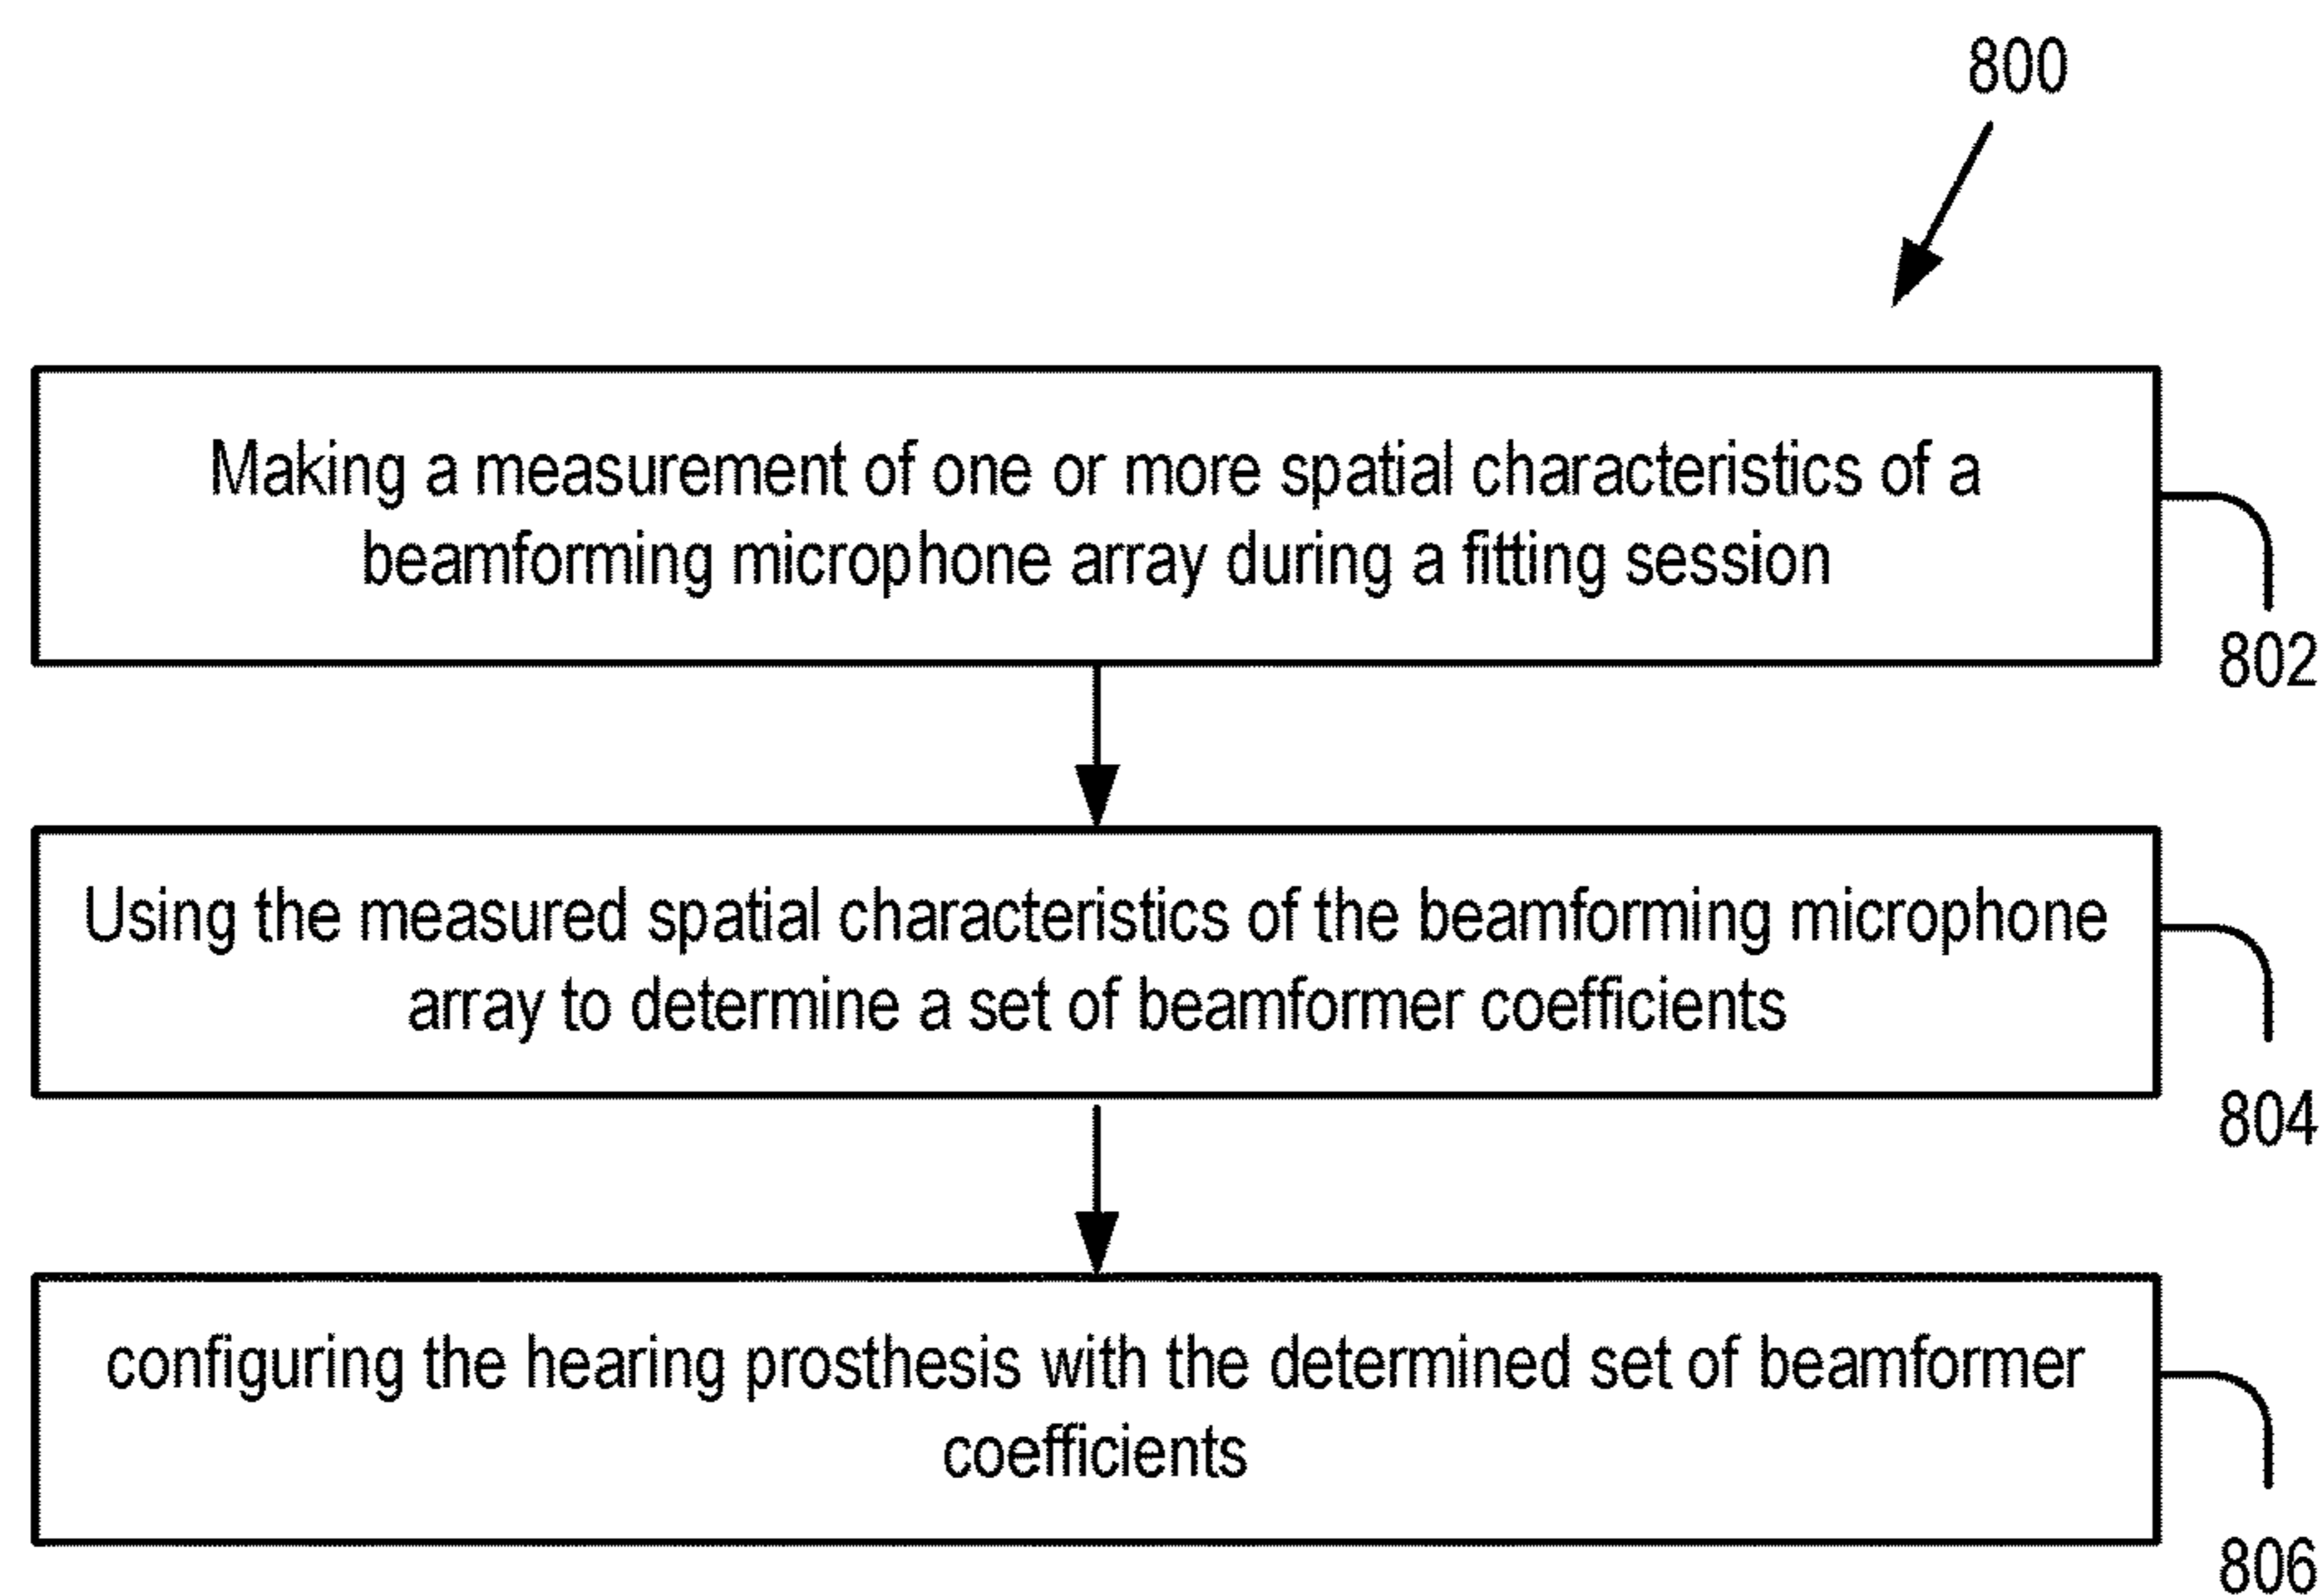 800
Making a measurement of one or more spatial characteristics of a
beamforming microphone array during a fitting session
802
Using the measured spatial characteristics of the beamforming microphone
array to determine a set of beamformer coefficients
804
configuring the hearing prosthesis with the determined set of beamformer
coefficients
806